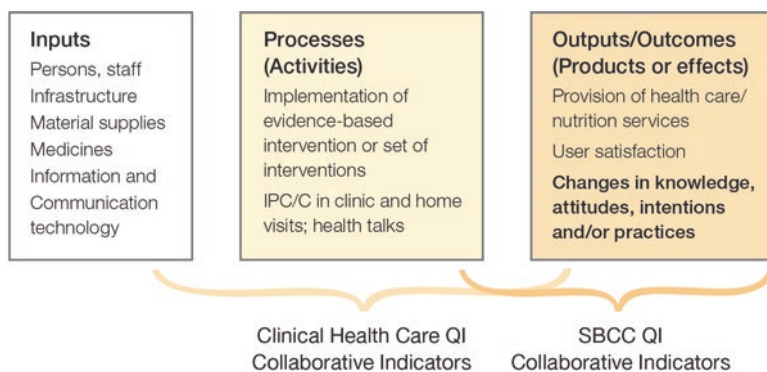 Inputs
Persons, staff
Infrastructure
Material supplies
Medicines
Information and
Communication
technology
Processes
(Activities)
Implementation of
evidence-based
intervention or set of
interventions
IPC/C in clinic and home
visits; health talks
Outputs/Outcomes
(Products or effects)
Provision of health care/
nutrition services
User satisfaction
Changes in knowledge,
attitudes, intentions
and/or practices
Clinical Health Care QI
Collaborative Indicators
SBCC QI
Collaborative Indicators